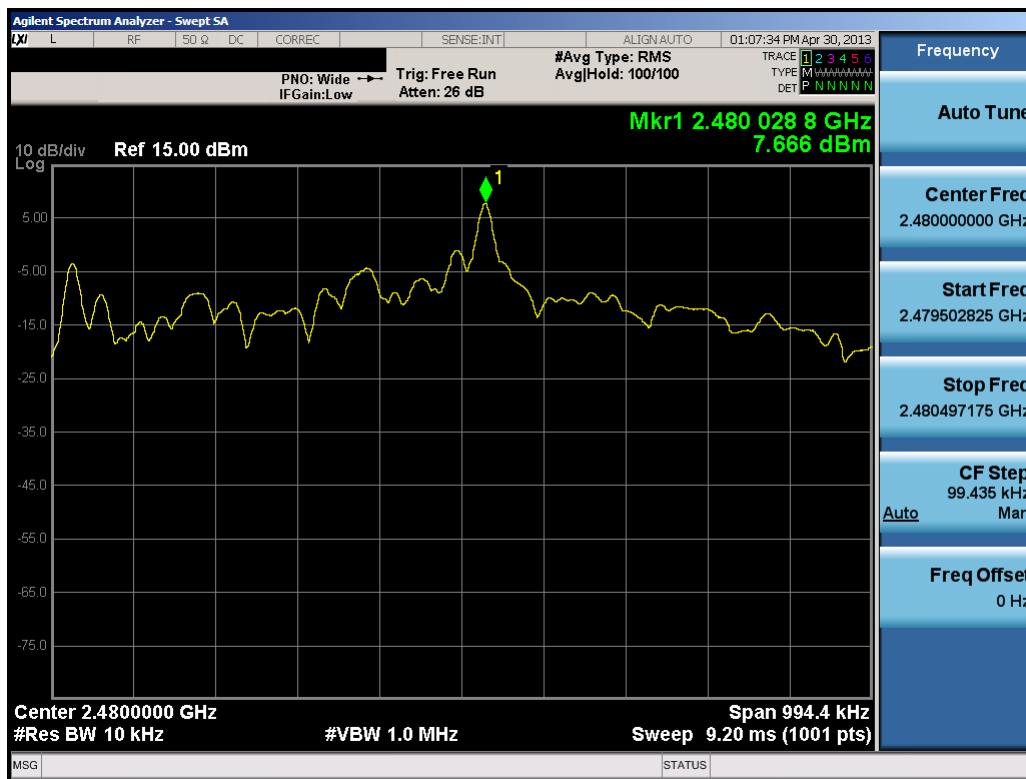 Agilent Spectrum Analyzer - Swept SA
LXI L RF 50 Ω DC CORREC SENSE:INT ALIGN AUTO 01:07:34 PM Apr 30, 2013
Frequency
PNO: Wide
IFGain:Low
Trig: Free Run
Atten: 26 dB
#Avg Type: RMS
Avg|Hold: 100/100
TRACE 1 2 3 4 5 6
TYPE M WWWWW
DET P N N N N N
Auto Tune
Mkr1 2.480 028 8 GHz
7.666 dBm
10 dB/div Ref 15.00 dBm
Log
1
5.00
-5.00
-15.0
-25.0
-35.0
-45.0
-55.0
-65.0
-75.0
Center Freq
2.480000000 GHz
Start Freq
2.479502825 GHz
Stop Freq
2.480497175 GHz
CF Step
99.435 kHz
Auto Man
Freq Offset
0 Hz
Center 2.4800000 GHz Span 994.4 kHz
#Res BW 10 kHz #VBW 1.0 MHz Sweep 9.20 ms (1001 pts)
MSG STATUS